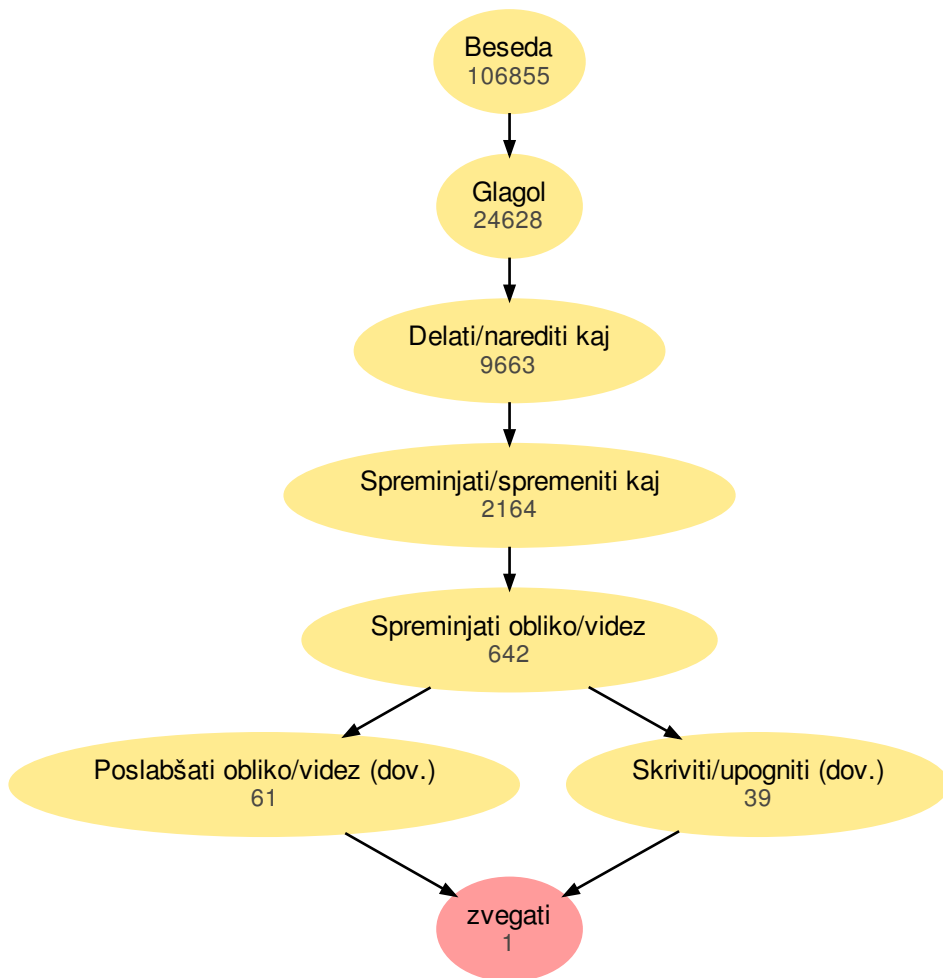 Beseda
106855
Glagol
24628
Delati/narediti kaj
9663
Spreminjati/spremeniti kaj
2164
Spreminjati obliko/videz
642
Poslabšati obliko/videz (dov.)
61
Skriviti/upogniti (dov.)
39
zvegati
1